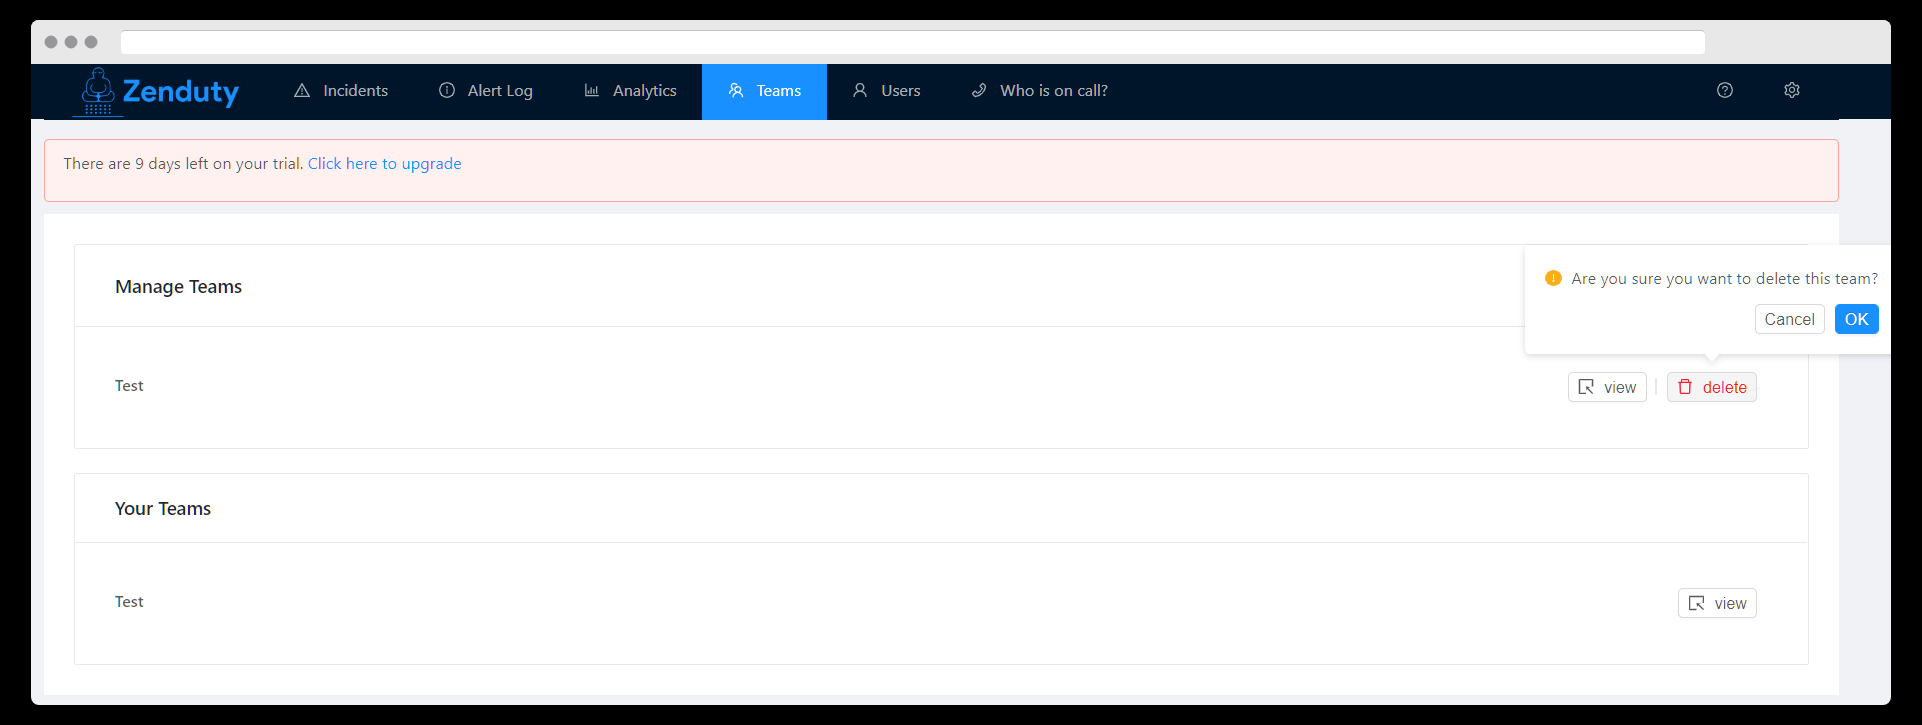 Zenduty
Incidents
Alert Log
Analytics
Teams
Users
Who is on call?
There are 9 days left on your trial. Click here to upgrade
Manage Teams
Are you sure you want to delete this team?
Cancel
OK
Test
view
delete
Your Teams
Test
view